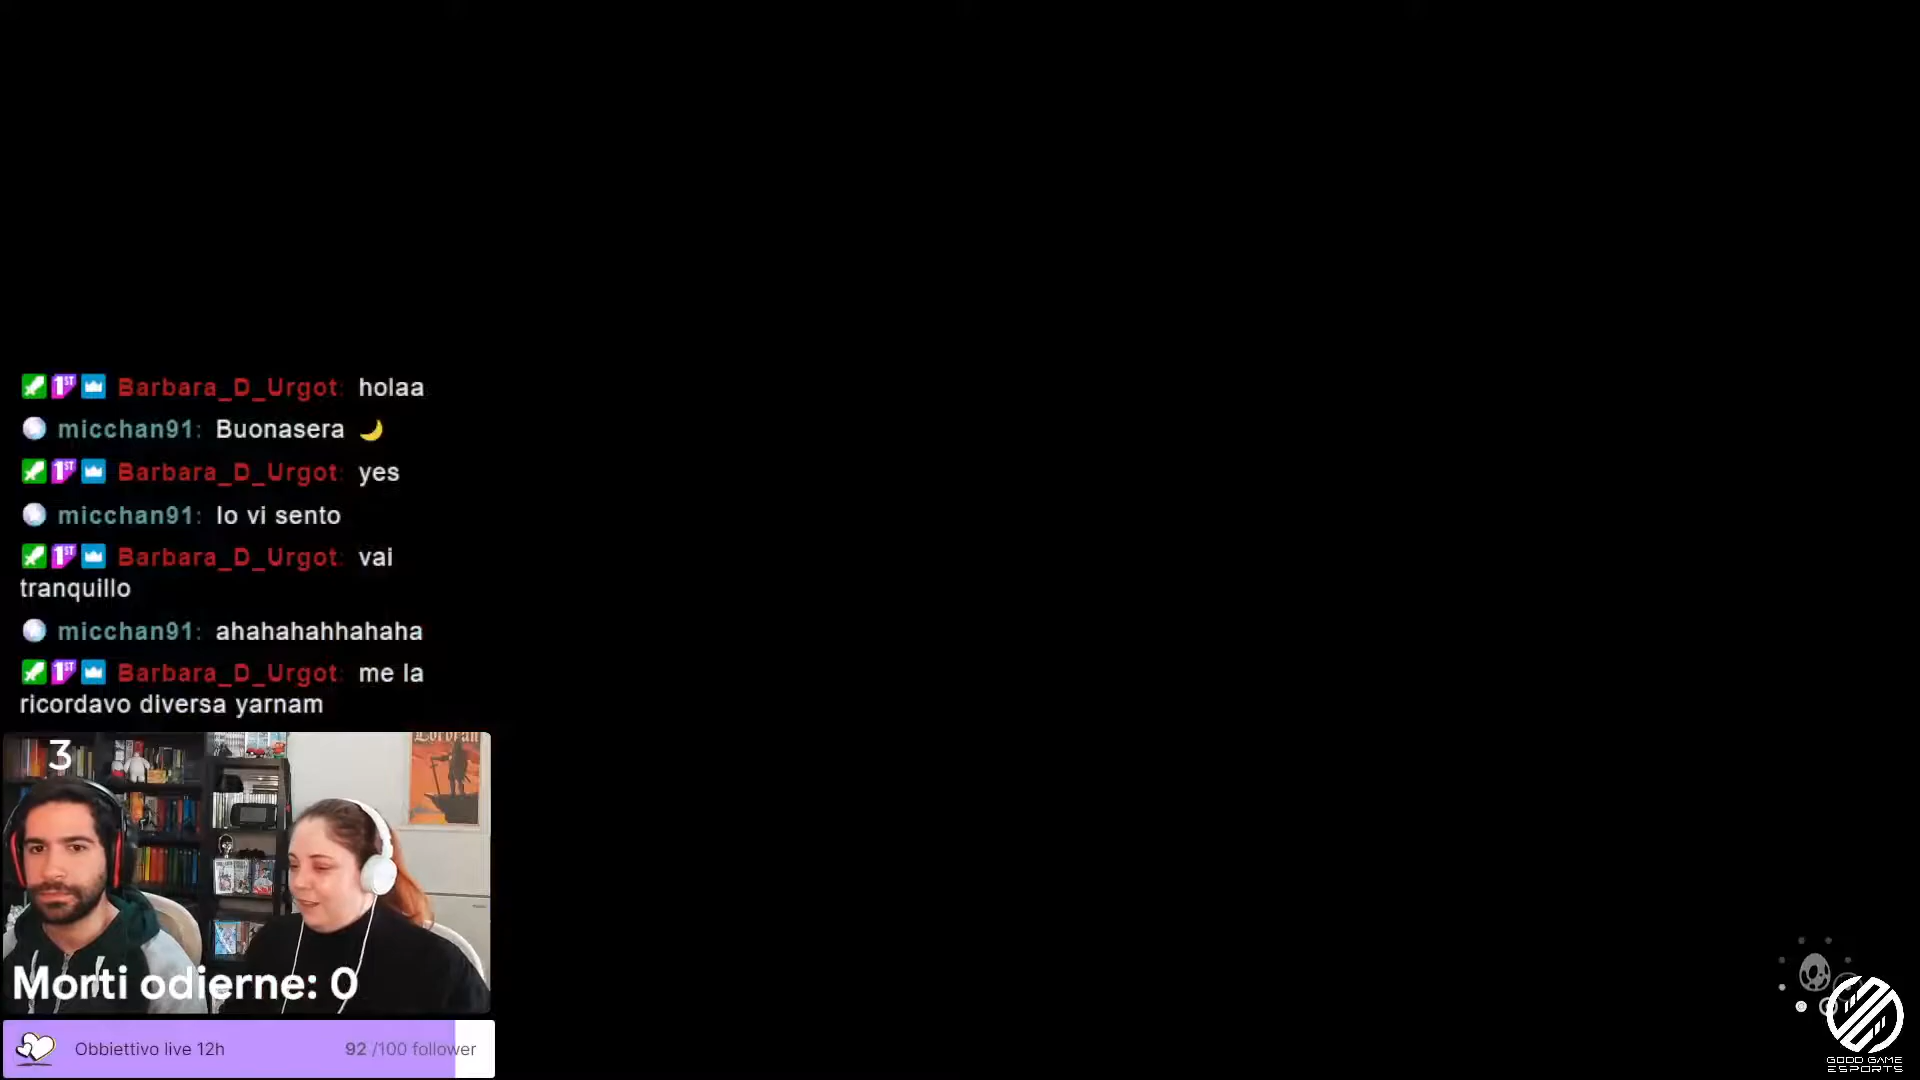 Barbara_D_Urgot: holaa
micchan91: Buonasera
Barbara_D_Urgot: yes
micchan91: Io vi sento
Barbara_D_Urgot: vai
tranquillo
micchan91: ahahahahhahaha
Barbara_D_Urgot: me la
ricordavo diversa yarnam
3
Lordran
Morti odierne: 0
Obbiettivo live 12h 92 /100 follower
GOOD GAME
ESPORTS